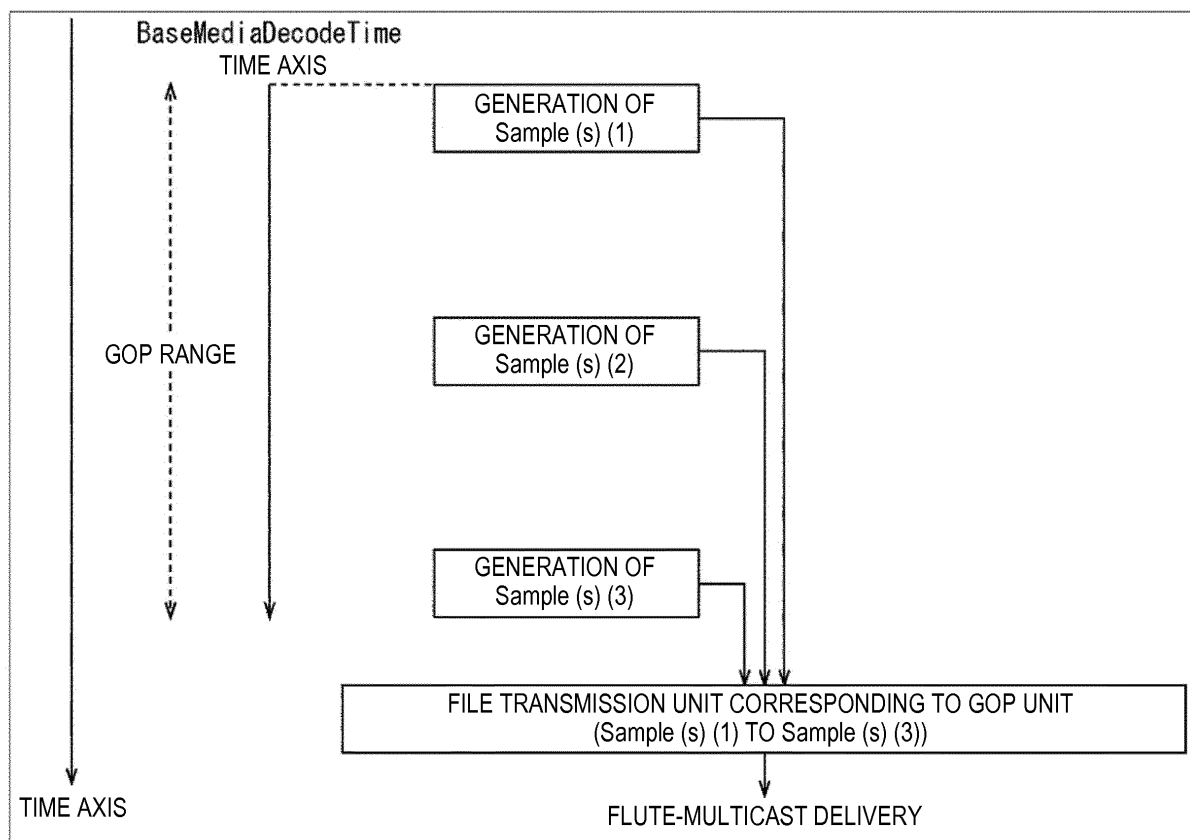 BaseMediaDecodeTime
TIME AXIS
GENERATION OF
Sample (s) (1)
GOP RANGE
GENERATION OF
Sample (s) (2)
GENERATION OF
Sample (s) (3)
FILE TRANSMISSION UNIT CORRESPONDING TO GOP UNIT
(Sample (s) (1) TO Sample (s) (3))
TIME AXIS
FLUTE-MULTICAST DELIVERY